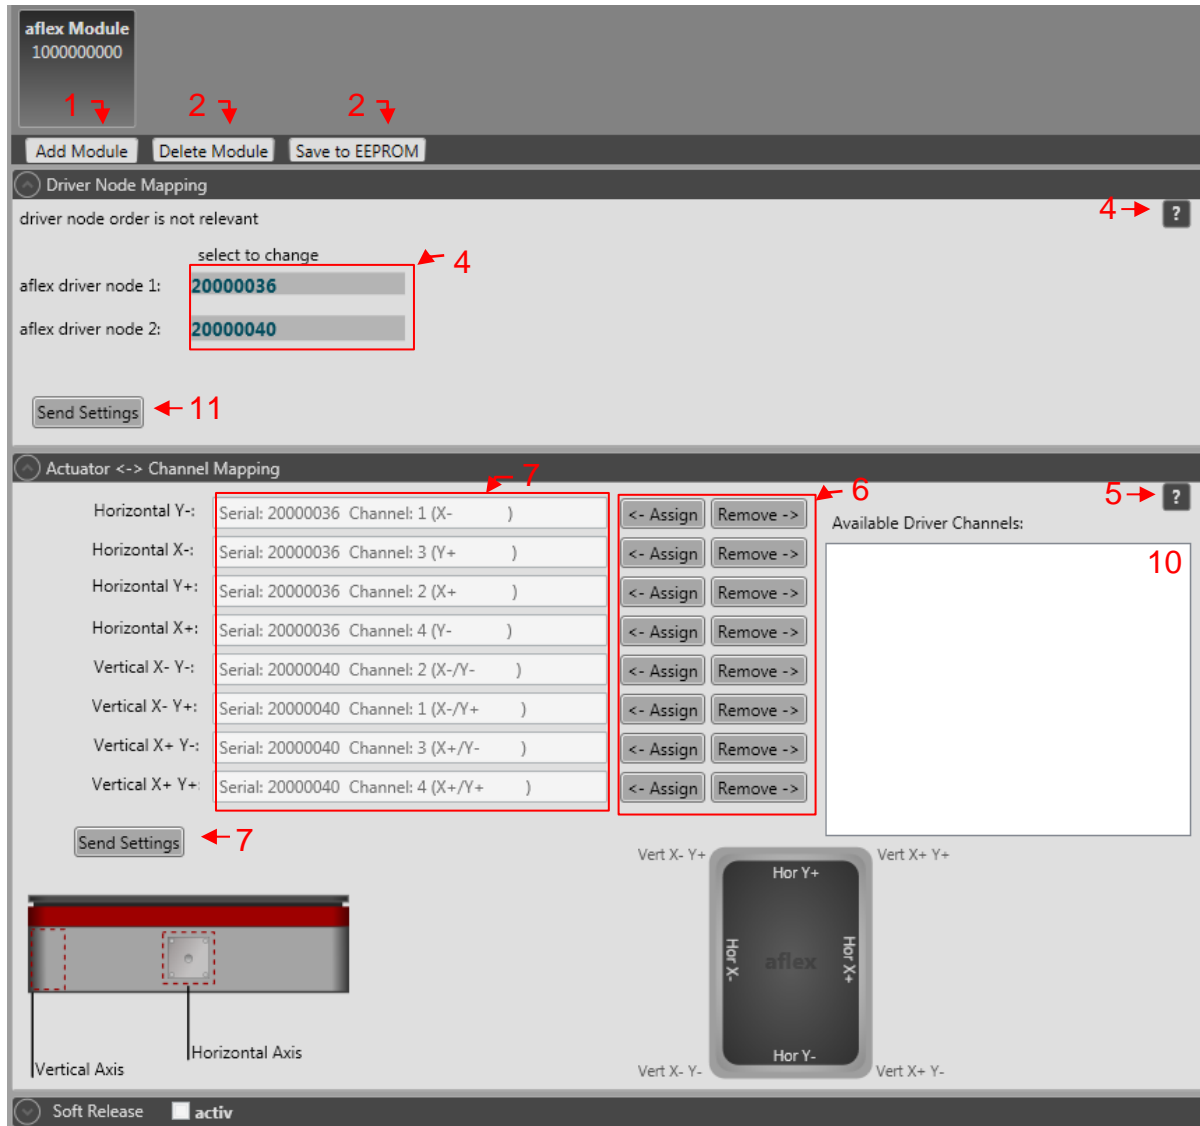 aflex Module
1000000000
1 2 2
Add Module Delete Module Save to EEPROM
Driver Node Mapping
driver node order is not relevant 4 ?
select to change
4
aflex driver node 1: 20000036
aflex driver node 2: 20000040
Send Settings 11
Actuator <-> Channel Mapping
7 6 5 ?
Horizontal Y-: Serial: 20000036 Channel: 1 (X- ) <- Assign Remove -> Available Driver Channels:
Horizontal X-: Serial: 20000036 Channel: 3 (Y+ ) <- Assign Remove -> 10
Horizontal Y+: Serial: 20000036 Channel: 2 (X+ ) <- Assign Remove ->
Horizontal X+: Serial: 20000036 Channel: 4 (Y- ) <- Assign Remove ->
Vertical X- Y-: Serial: 20000040 Channel: 2 (X-/Y- ) <- Assign Remove ->
Vertical X- Y+: Serial: 20000040 Channel: 1 (X-/Y+ ) <- Assign Remove ->
Vertical X+ Y-: Serial: 20000040 Channel: 3 (X+/Y- ) <- Assign Remove ->
Vertical X+ Y+: Serial: 20000040 Channel: 4 (X+/Y+ ) <- Assign Remove ->
Send Settings 7
Vert X- Y+ Vert X+ Y+
Hor Y+
Hor X- aflex Hor X+
Hor Y-
Horizontal Axis
Vertical Axis
Vert X- Y- Vert X+ Y-
Soft Release activ